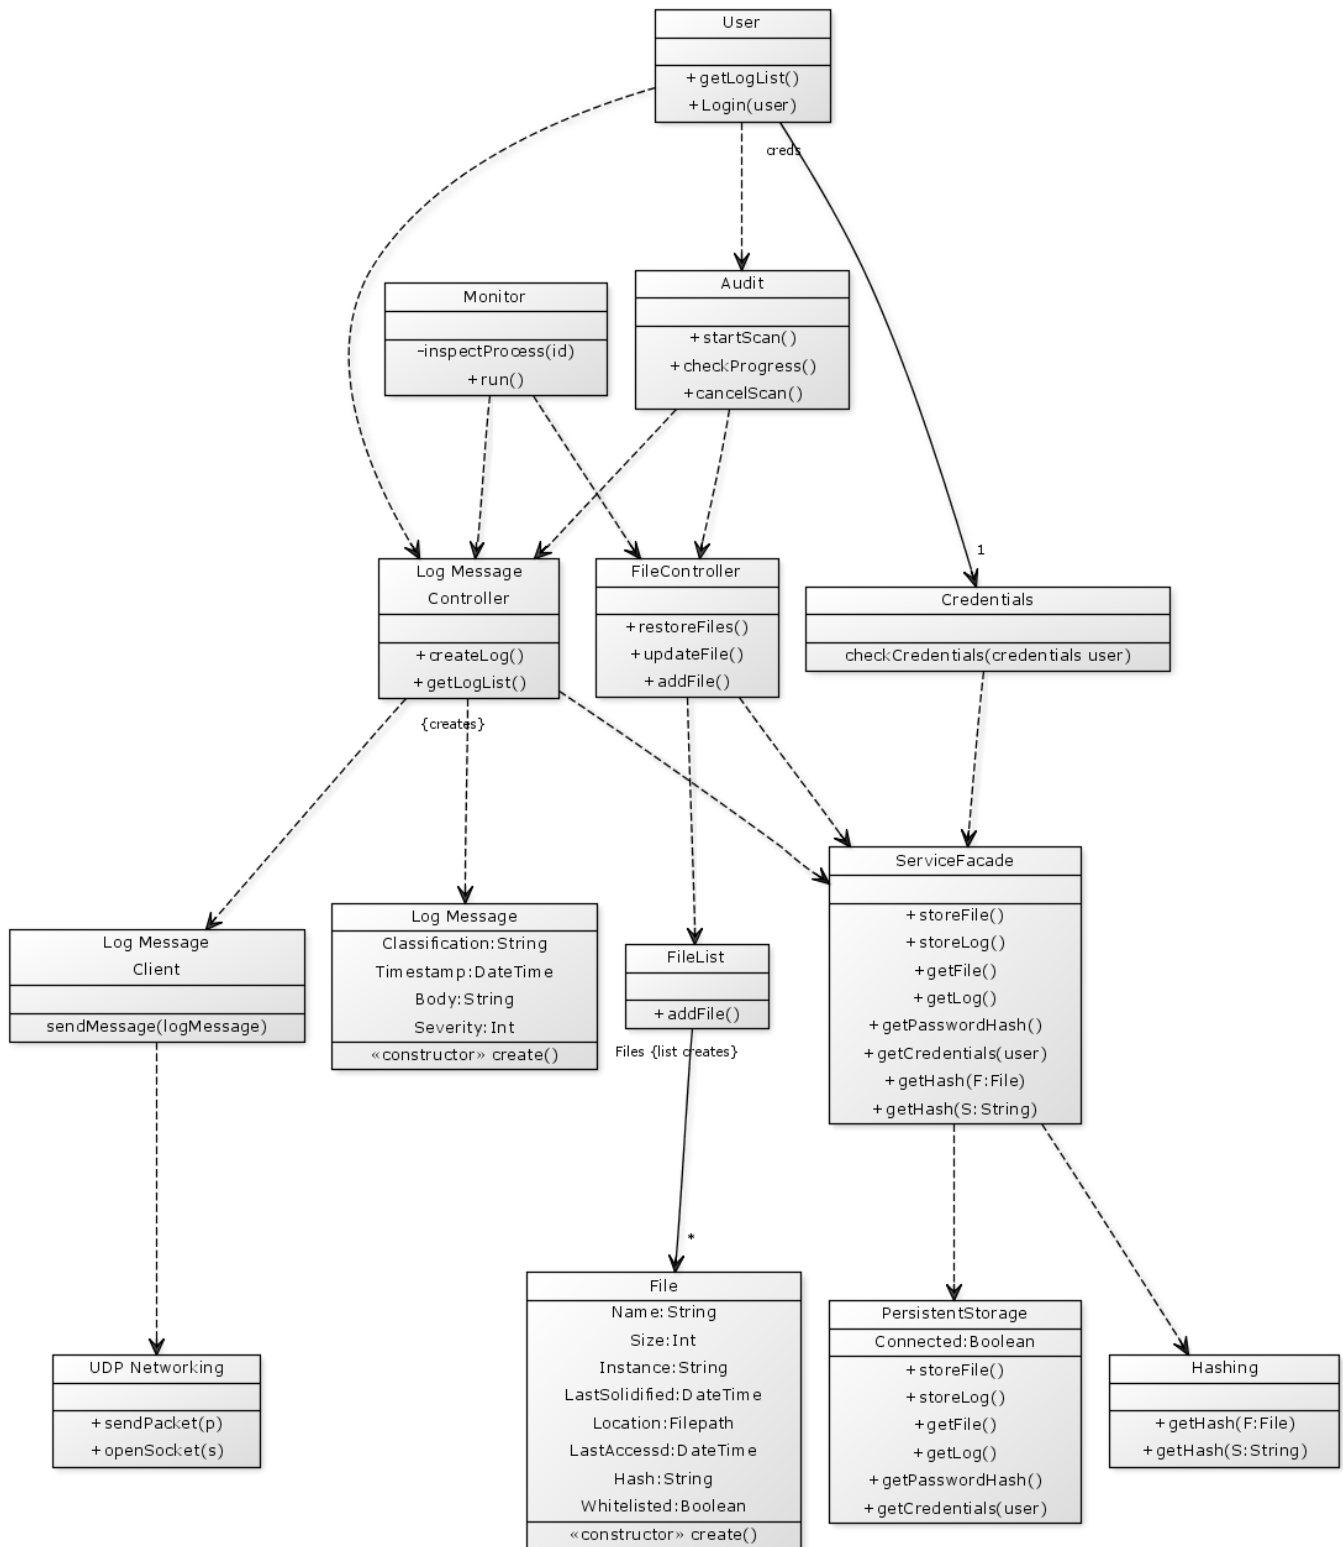 User
+ getLogList()
+ Login(user)
creds
Monitor
-inspectProcess(id)
+ run()
Audit
+ startScan()
+ checkProgress()
+ cancelScan()
Log Message
Controller
+ createLog()
+ getLogList()
FileController
+ restoreFiles()
+ updateFile()
+ addFile()
1
Credentials
checkCredentials(credentials user)
{creates}
Log Message
Client
sendMessage(logMessage)
Log Message
Classification:String
Timestamp:DateTime
Body:String
Severity:Int
«constructor» create()
FileList
+ addFile()
Files {list creates}
ServiceFacade
+ storeFile()
+ storeLog()
+ getFile()
+ getLog()
+ getPasswordHash()
+ getCredentials(user)
+ getHash(F:File)
+ getHash(S:String)
*
UDP Networking
+ sendPacket(p)
+ openSocket(s)
File
Name:String
Size:Int
Instance:String
LastSolidified:DateTime
Location:Filepath
LastAccessd:DateTime
Hash:String
Whitelisted:Boolean
«constructor» create()
PersistentStorage
Connected:Boolean
+ storeFile()
+ storeLog()
+ getFile()
+ getLog()
+ getPasswordHash()
+ getCredentials(user)
Hashing
+ getHash(F:File)
+ getHash(S:String)